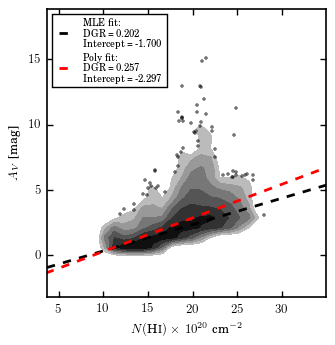 MLE fit:
DGR = 0.202
Intercept = -1.700
Poly fit:
DGR = 0.257
Intercept = -2.297
15
10
5
0
A_V [mag]
5
10
15
20
25
30
N(HI) × 10^20 cm^−2